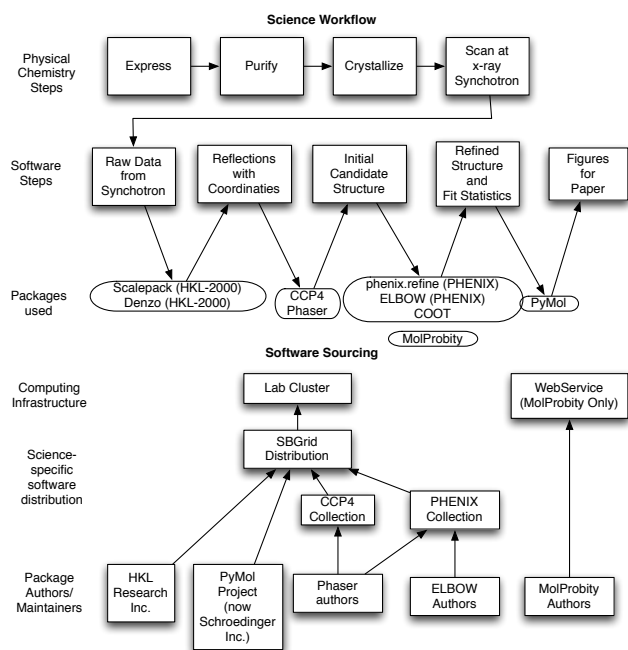 Science Workflow
Physical
Chemistry
Steps
Express
Purify
Crystallize
Scan at
x-ray
Synchotron
Software
Steps
Raw Data
from
Synchotron
Reflections
with
Coordinaties
Initial
Candidate
Structure
Refined
Structure
and
Fit Statistics
Figures
for
Paper
Packages
used
Scalepack (HKL-2000)
Denzo (HKL-2000)
CCP4
Phaser
phenix.refine (PHENIX)
ELBOW (PHENIX)
COOT
PyMol
MolProbity
Software Sourcing
Computing
Infrastructure
Lab Cluster
WebService
(MolProbity Only)
Science-
specific
software
distribution
SBGrid
Distribution
CCP4
Collection
PHENIX
Collection
Package
Authors/
Maintainers
HKL
Research
Inc.
PyMol
Project
(now
Schroedinger
Inc.)
Phaser
authors
ELBOW
Authors
MolProbity
Authors